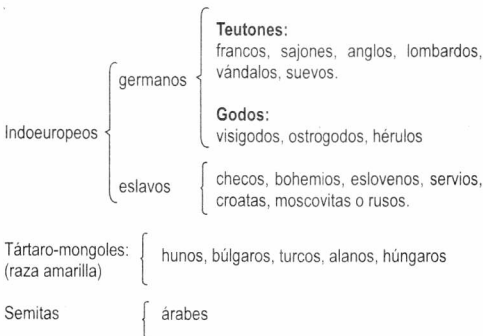 Teutones:
francos, sajones, anglos, lombardos,
vándalos, suevos.
germanos
Godos:
visigodos, ostrogodos, hérulos
Indoeuropeos
eslavos
checos, bohemios, eslovenos, servios,
croatas, moscovitas o rusos.
Tártaro-mongoles:
(raza amarilla)
hunos, búlgaros, turcos, alanos, húngaros
Semitas
árabes